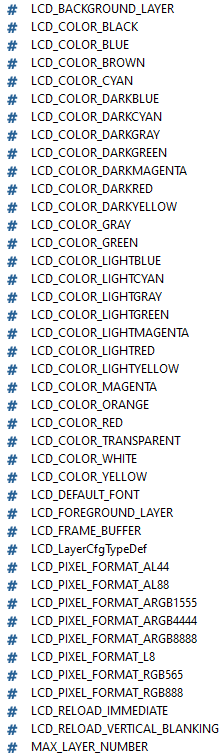 # LCD_BACKGROUND_LAYER
# LCD_COLOR_BLACK
# LCD_COLOR_BLUE
# LCD_COLOR_BROWN
# LCD_COLOR_CYAN
# LCD_COLOR_DARKBLUE
# LCD_COLOR_DARKCYAN
# LCD_COLOR_DARKGRAY
# LCD_COLOR_DARKGREEN
# LCD_COLOR_DARKMAGENTA
# LCD_COLOR_DARKRED
# LCD_COLOR_DARKYELLOW
# LCD_COLOR_GRAY
# LCD_COLOR_GREEN
# LCD_COLOR_LIGHTBLUE
# LCD_COLOR_LIGHTCYAN
# LCD_COLOR_LIGHTGRAY
# LCD_COLOR_LIGHTGREEN
# LCD_COLOR_LIGHTMAGENTA
# LCD_COLOR_LIGHTRED
# LCD_COLOR_LIGHTYELLOW
# LCD_COLOR_MAGENTA
# LCD_COLOR_ORANGE
# LCD_COLOR_RED
# LCD_COLOR_TRANSPARENT
# LCD_COLOR_WHITE
# LCD_COLOR_YELLOW
# LCD_DEFAULT_FONT
# LCD_FOREGROUND_LAYER
# LCD_FRAME_BUFFER
# LCD_LayerCfgTypeDef
# LCD_PIXEL_FORMAT_AL44
# LCD_PIXEL_FORMAT_AL88
# LCD_PIXEL_FORMAT_ARGB1555
# LCD_PIXEL_FORMAT_ARGB4444
# LCD_PIXEL_FORMAT_ARGB8888
# LCD_PIXEL_FORMAT_L8
# LCD_PIXEL_FORMAT_RGB565
# LCD_PIXEL_FORMAT_RGB888
# LCD_RELOAD_IMMEDIATE
# LCD_RELOAD_VERTICAL_BLANKING
# MAX_LAYER_NUMBER